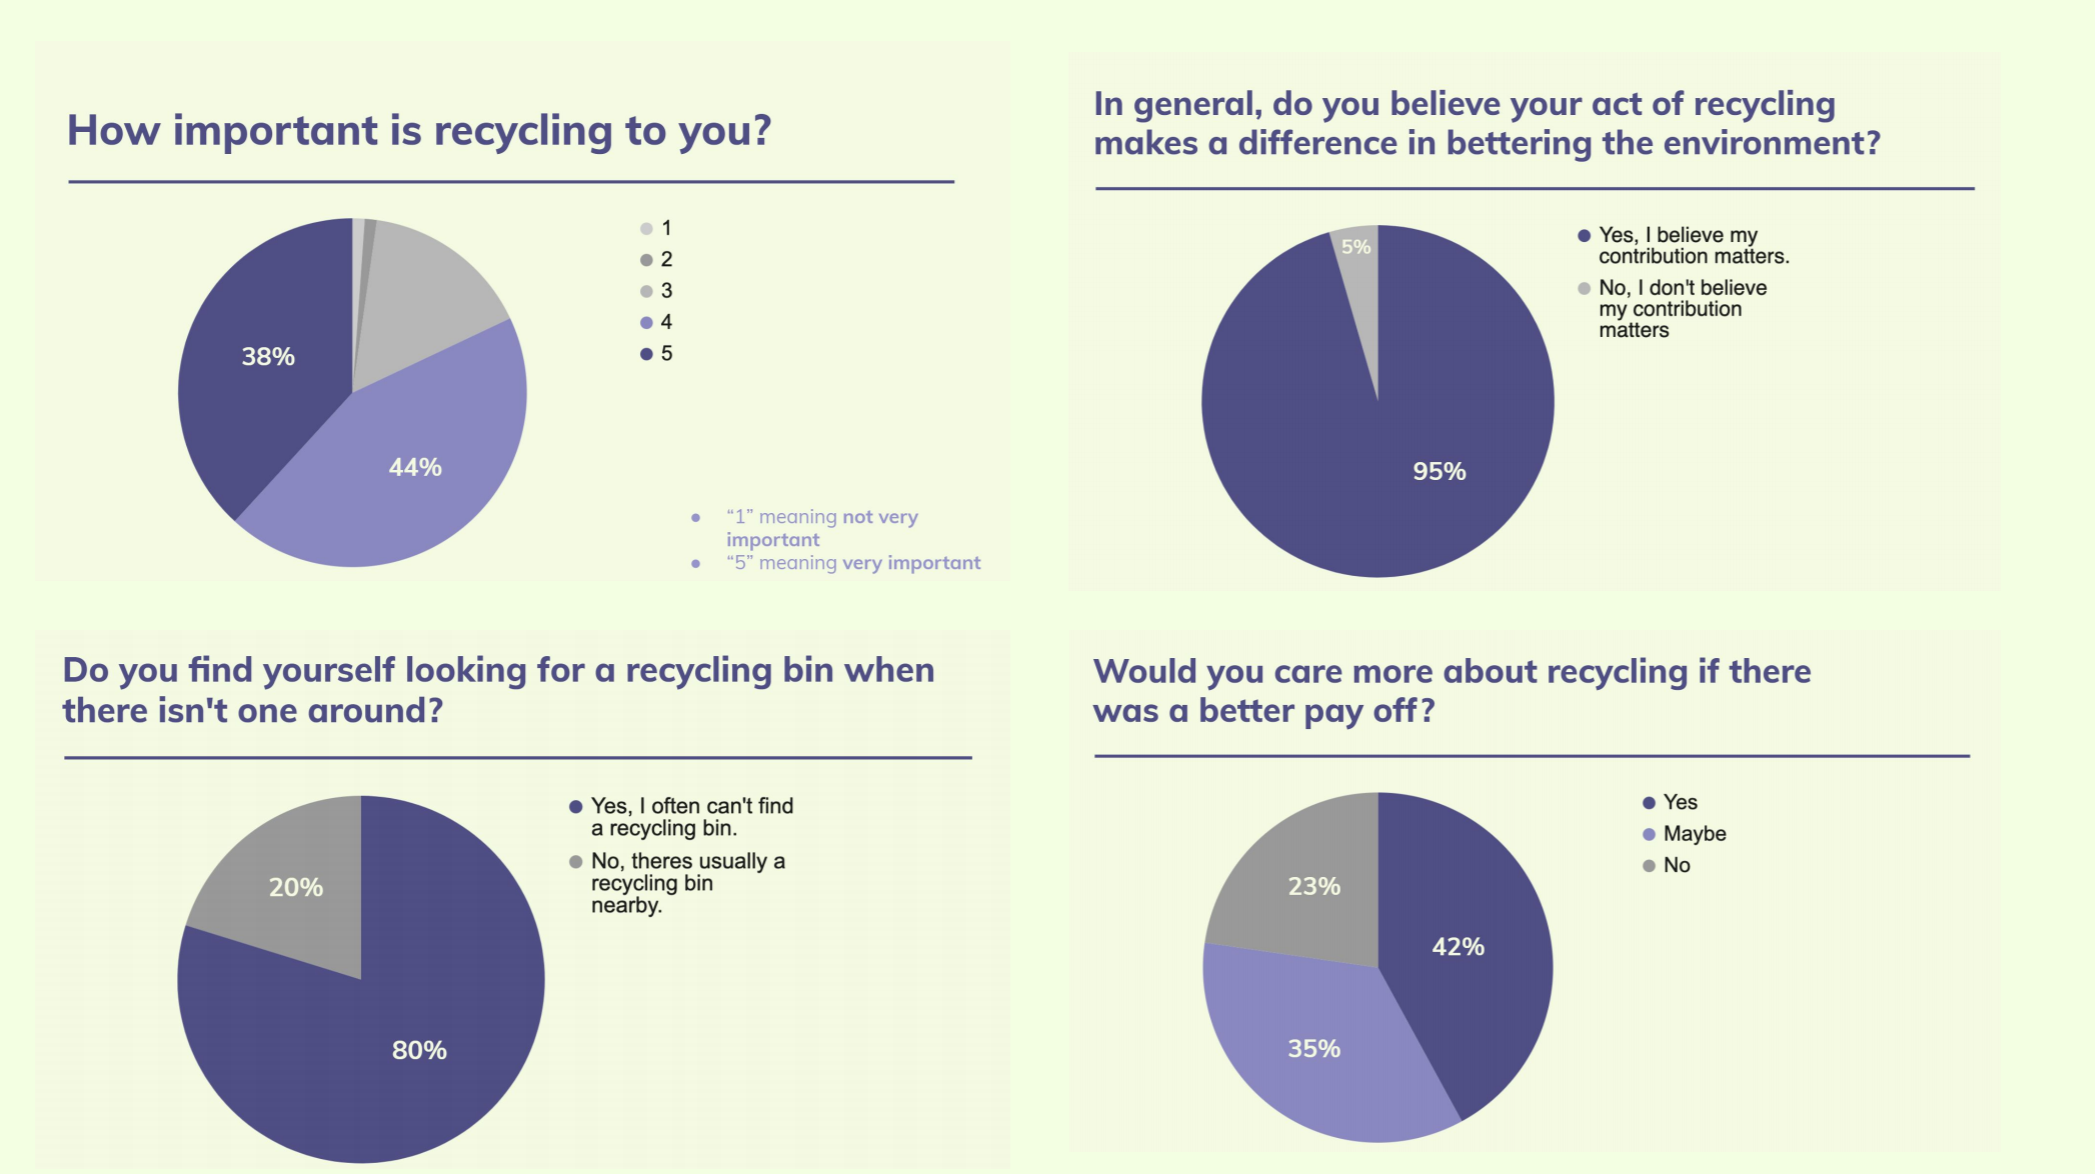 How important is recycling to you?
1
2
3
4
5
38%
44%
“1” meaning not very
important
“5” meaning very important
In general, do you believe your act of recycling
makes a difference in bettering the environment?
Yes, I believe my
contribution matters.
No, I don't believe
my contribution
matters
5%
95%
Do you find yourself looking for a recycling bin when
there isn't one around?
Yes, I often can't find
a recycling bin.
No, theres usually a
recycling bin
nearby.
20%
80%
Would you care more about recycling if there
was a better pay off?
Yes
Maybe
No
23%
42%
35%